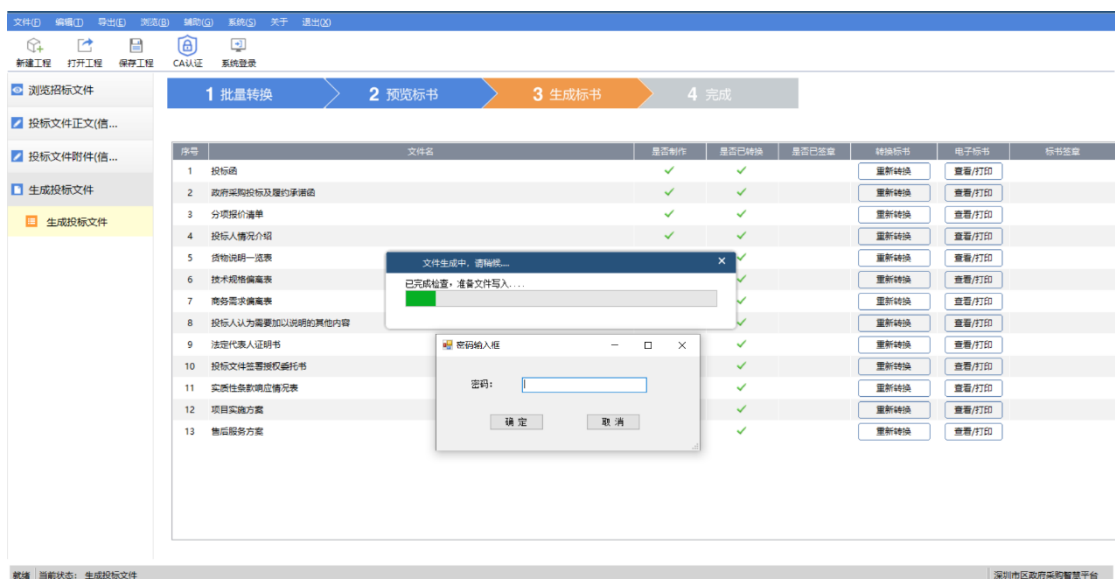 文件(F) 编辑(I) 导出(E) 浏览(B) 辅助(G) 系统(S) 关于 退出(X)
新建工程 打开工程 保存工程 CA认证 系统登录
浏览招标文件
投标文件正文(信...
投标文件附件(信...
生成投标文件
生成投标文件
1 批量转换 2 预览标书 3 生成标书 4 完成
序号 文件名 是否制作 是否已转换 是否已签章 转换标书 电子标书 标书签章
1 投标函 重新转换 查看/打印
2 政府采购投标及履约承诺函 重新转换 查看/打印
3 分项报价清单 重新转换 查看/打印
4 投标人情况介绍 重新转换 查看/打印
5 货物说明一览表 重新转换 查看/打印
6 技术规格偏离表 重新转换 查看/打印
7 商务需求偏离表 重新转换 查看/打印
8 投标人认为需要加以说明的其他内容 重新转换 查看/打印
9 法定代表人证明书 重新转换 查看/打印
10 投标文件签署授权委托书 重新转换 查看/打印
11 实质性条款响应情况表 重新转换 查看/打印
12 项目实施方案 重新转换 查看/打印
13 售后服务方案 重新转换 查看/打印
文件生成中，请稍候...
已完成检查，准备文件写入....
密码输入框
密码：
确 定 取 消
就绪 当前状态： 生成投标文件 深圳市区政府采购智慧平台